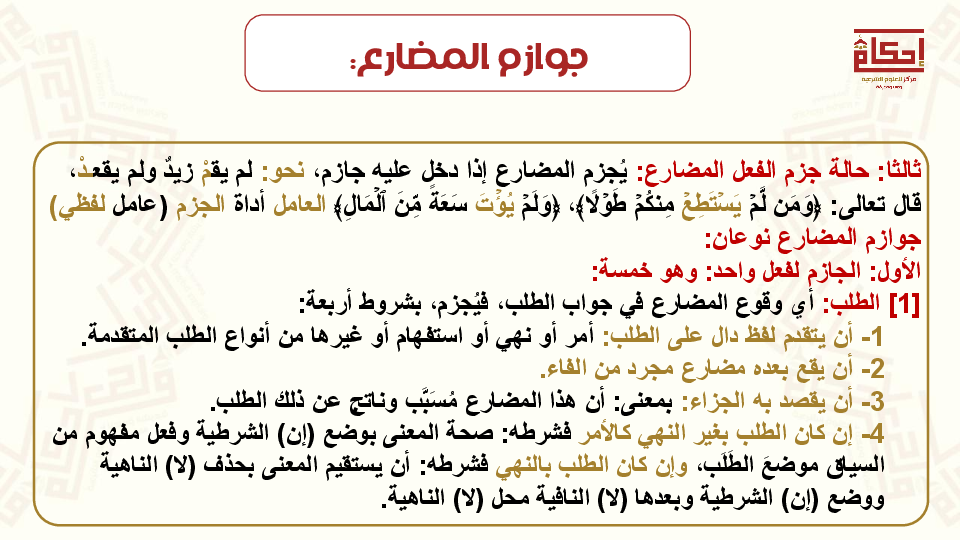 جوازم المضارع:
إحكام
مركز للعلوم الشرعية
ثالثا: حالة جزم الفعل المضارع: يُجزم المضارع إذا دخل عليه جازم، نحو: لم يقمْ زيدٌ ولم يقعدْ،
قال تعالى: ﴿وَمَن لَّمۡ يَسۡتَطِعۡ مِنكُمۡ طَوۡلًا﴾، ﴿وَلَمۡ يُؤۡتَ سَعَةٗ مِّنَ ٱلۡمَالِ﴾ العامل أداة الجزم (عامل لفظي)
جوازم المضارع نوعان:
الأول: الجازم لفعل واحد: وهو خمسة:
[1] الطلب: أي وقوع المضارع في جواب الطلب، فيُجزم، بشروط أربعة:
1- أن يتقدم لفظ دال على الطلب: أمر أو نهي أو استفهام أو غيرها من أنواع الطلب المتقدمة.
2- أن يقع بعده مضارع مجرد من الفاء.
3- أن يقصد به الجزاء: بمعنى: أن هذا المضارع مُسَبَّب وناتج عن ذلك الطلب.
4- إن كان الطلب بغير النهي كالأمر فشرطه: صحة المعنى بوضع (إن) الشرطية وفعل مفهوم من
السياق موضعَ الطَلَب، وإن كان الطلب بالنهي فشرطه: أن يستقيم المعنى بحذف (لا) الناهية
ووضع (إن) الشرطية وبعدها (لا) النافية محل (لا) الناهية.